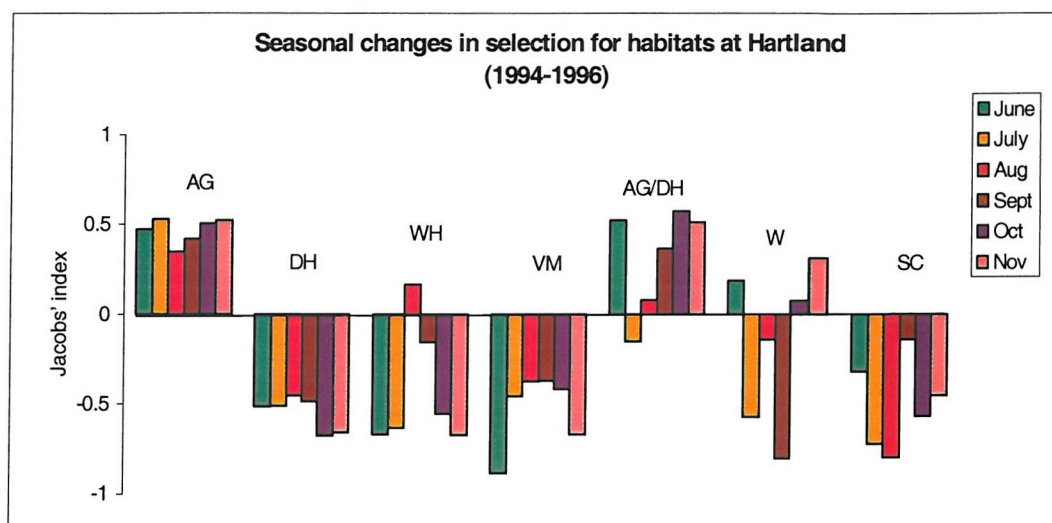 Seasonal changes in selection for habitats at Hartland
(1994-1996)
Jacobs' index
1
0.5
0
-0.5
-1
AG
DH
WH
VM
AG/DH
W
SC
June
July
Aug
Sept
Oct
Nov